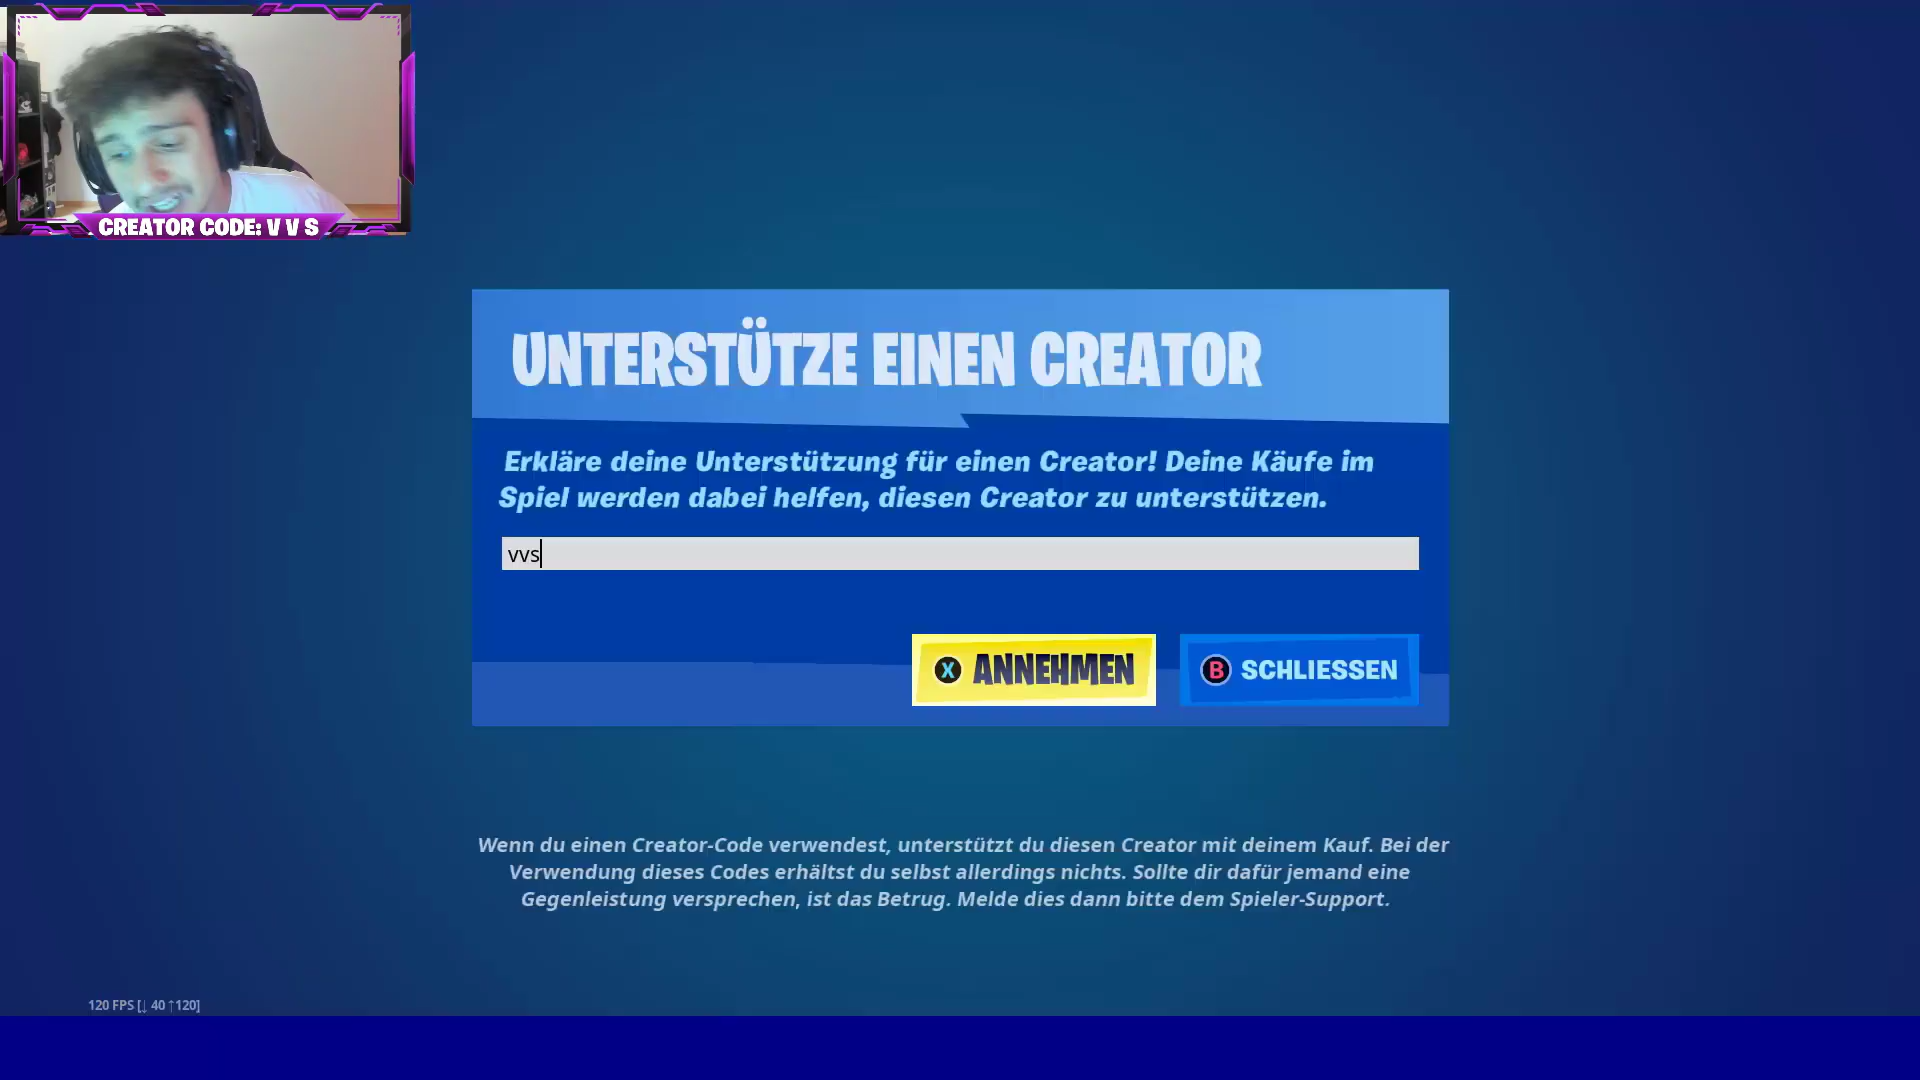 CREATOR CODE: V V S
UNTERSTÜTZE EINEN CREATOR
Erkläre deine Unterstützung für einen Creator! Deine Käufe im
Spiel werden dabei helfen, diesen Creator zu unterstützen.
vvs
X ANNEHMEN
B SCHLIESSEN
Wenn du einen Creator-Code verwendest, unterstützt du diesen Creator mit deinem Kauf. Bei der
Verwendung dieses Codes erhältst du selbst allerdings nichts. Sollte dir dafür jemand eine
Gegenleistung versprechen, ist das Betrug. Melde dies dann bitte dem Spieler-Support.
120 FPS [↓ 40 ↑120]